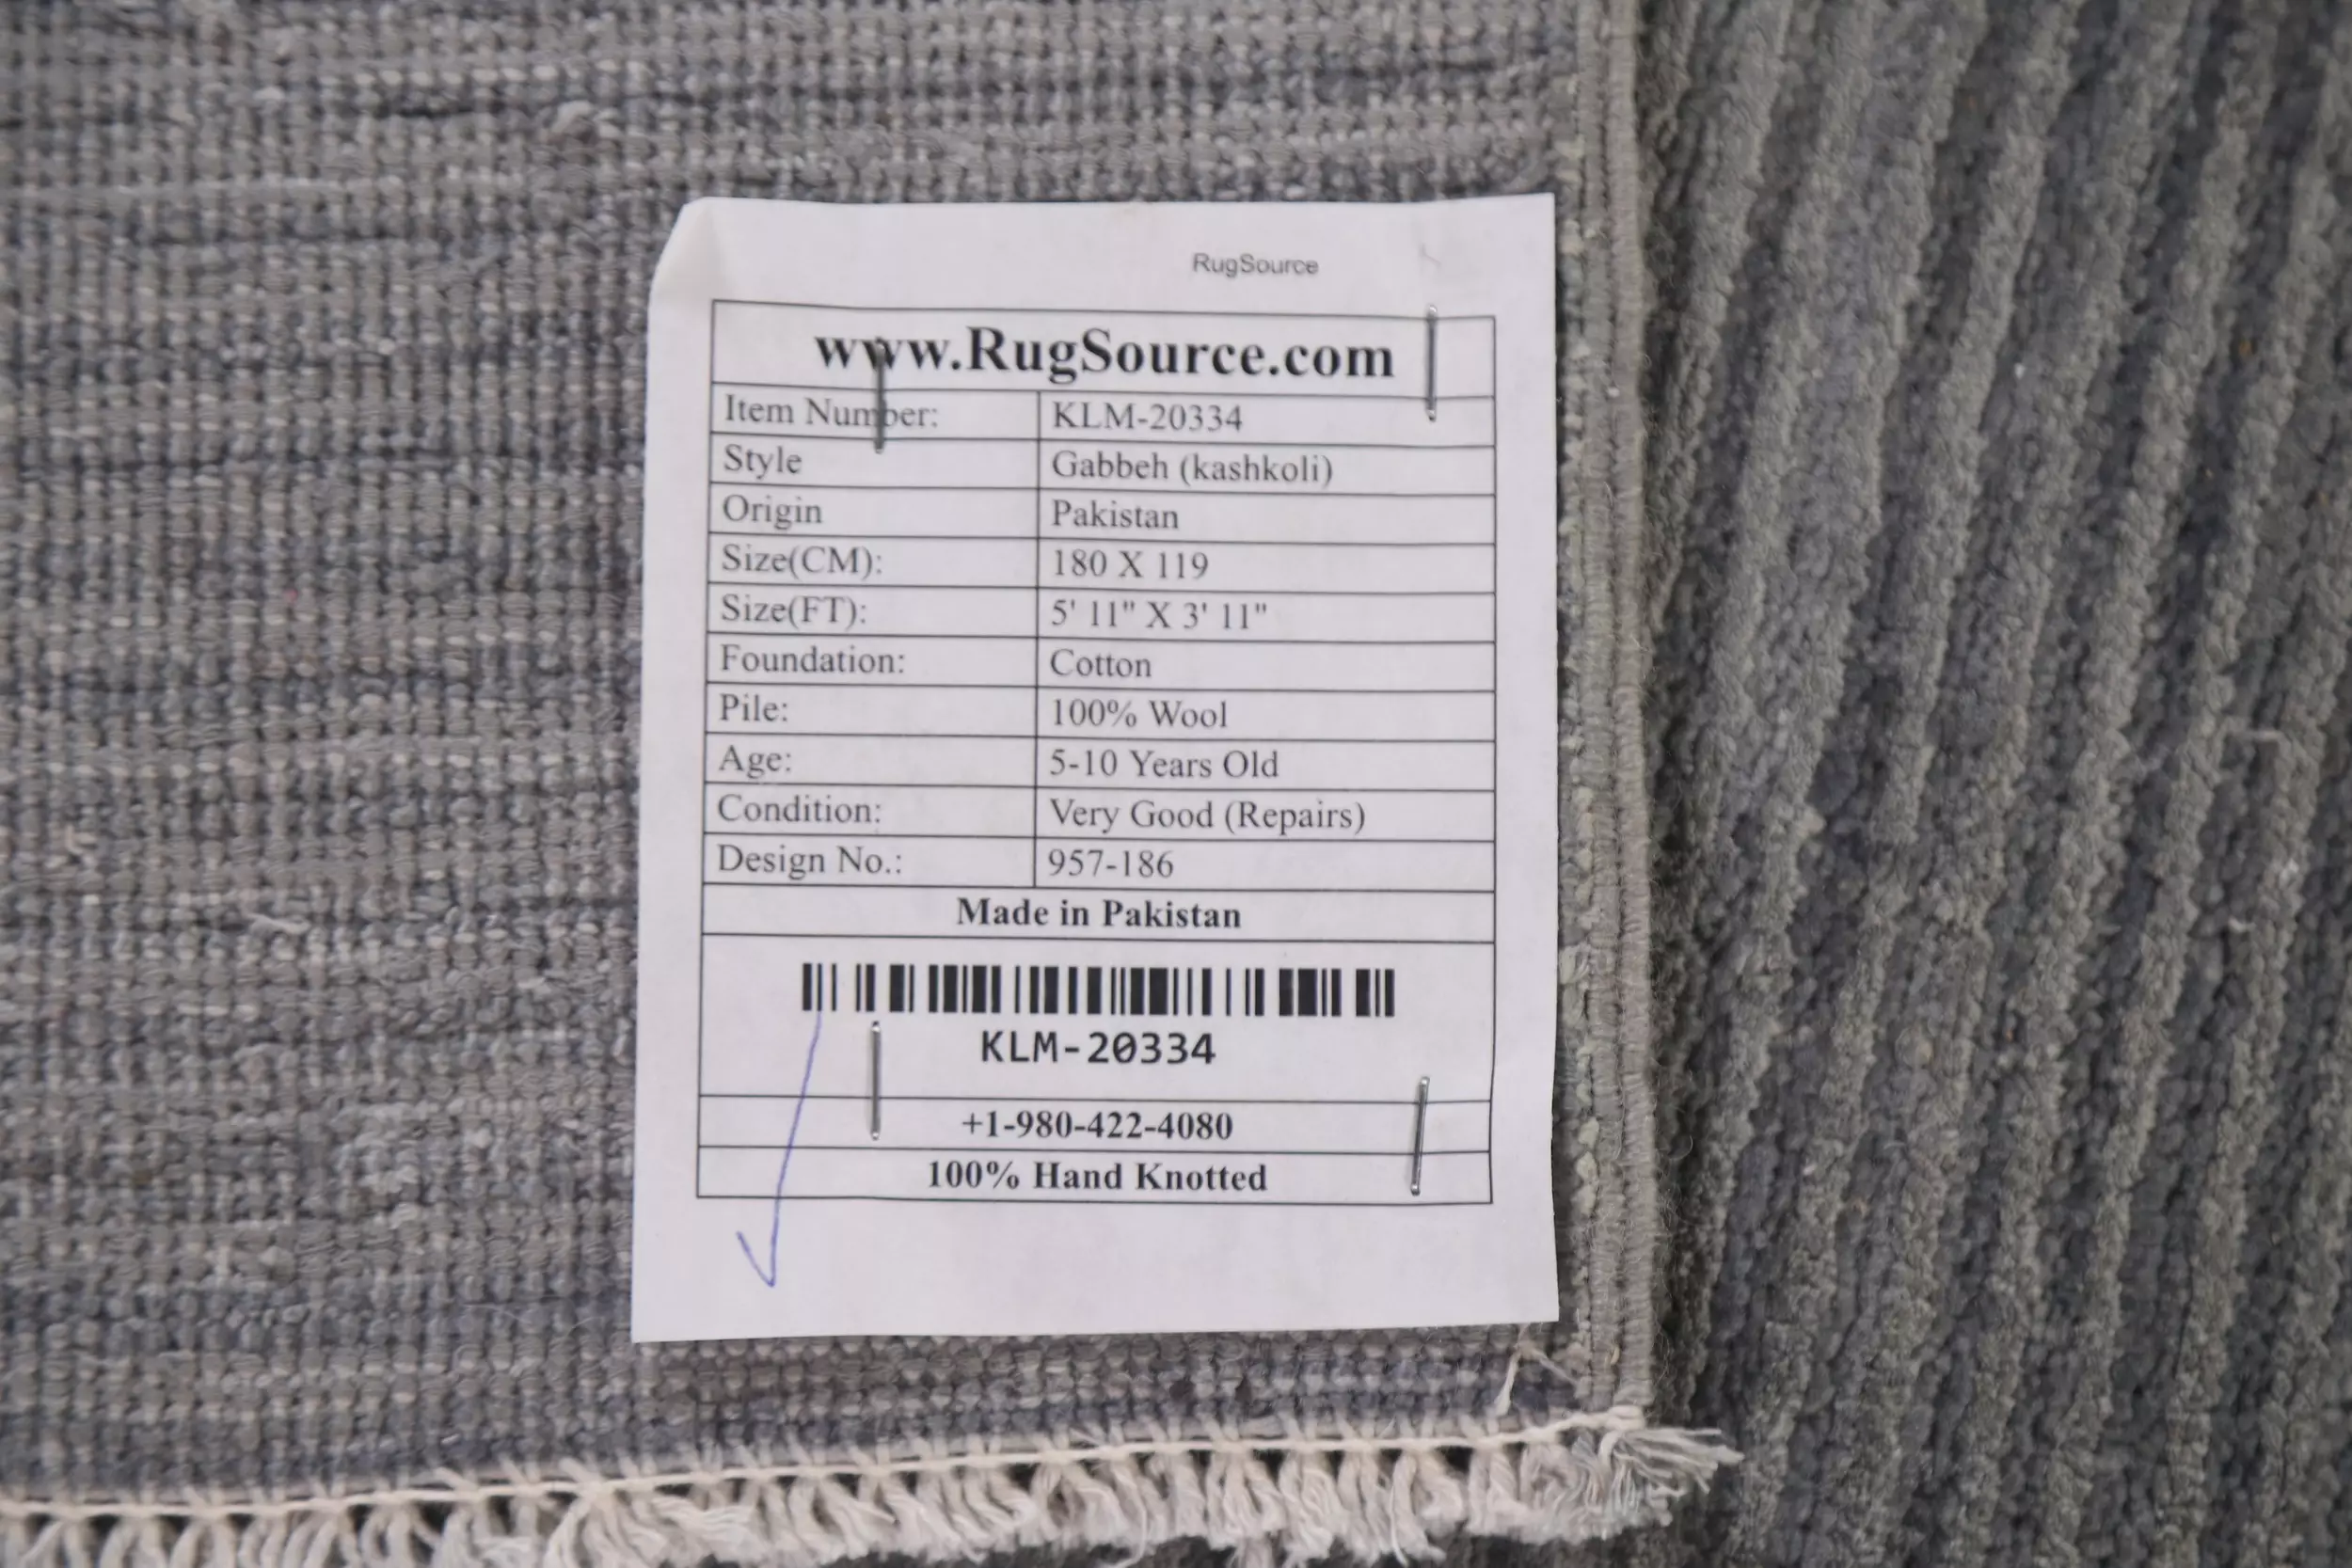 RugSource
www.RugSource.com
Item Number: KLM-20334
Style Gabbeh (kashkoli)
Origin Pakistan
Size(CM): 180 X 119
Size(FT): 5' 11" X 3' 11"
Foundation: Cotton
Pile: 100% Wool
Age: 5-10 Years Old
Condition: Very Good (Repairs)
Design No.: 957-186
Made in Pakistan
KLM-20334
+1-980-422-4080
100% Hand Knotted